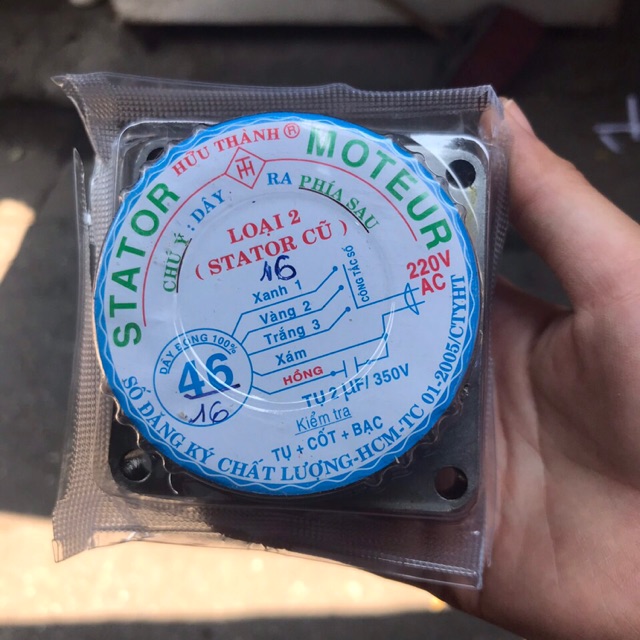 STATOR HỮU THÀNH® MOTEUR
TH
CHÚ Ý : DÂY RA PHÍA SAU
LOẠI 2
( STATOR CŨ )
16
Xanh 1
Vàng 2
Trắng 3
Xám
HỒNG
CÔNG TẮC SỐ
220V
AC
DÂY ĐỒNG 100%
46
16
TỤ 2 µF/ 350V
Kiểm tra
TỤ + CỐT + BẠC
SỐ ĐĂNG KÝ CHẤT LƯỢNG-HCM-TC 01-2005/CTYHT